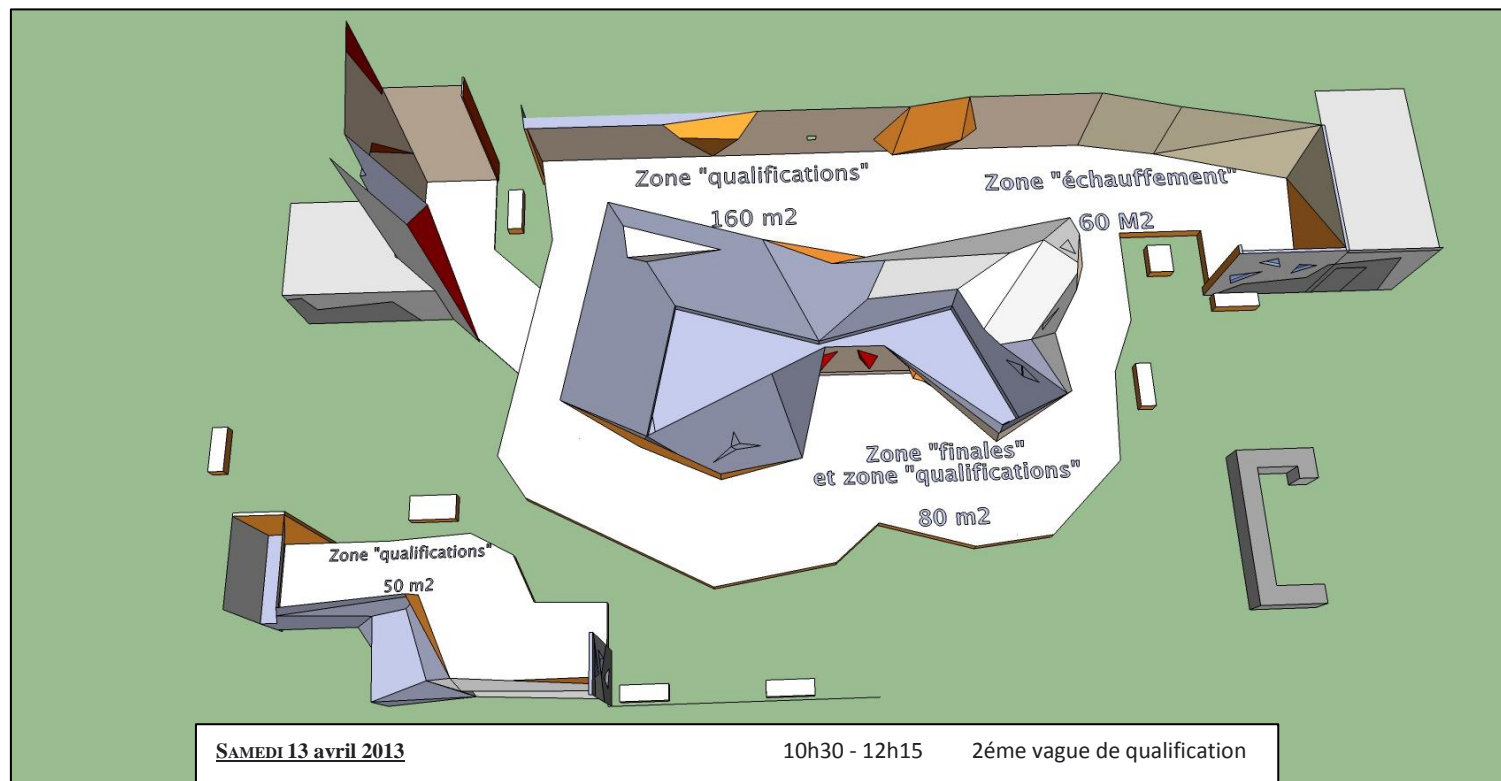 Zone "qualifications"
160 m2
Zone "échauffement"
60 M2
Zone "finales"
et zone "qualifications"
80 m2
Zone "qualifications"
50 m2
SAMEDI 13 avril 2013 10h30 - 12h15 2éme vague de qualification